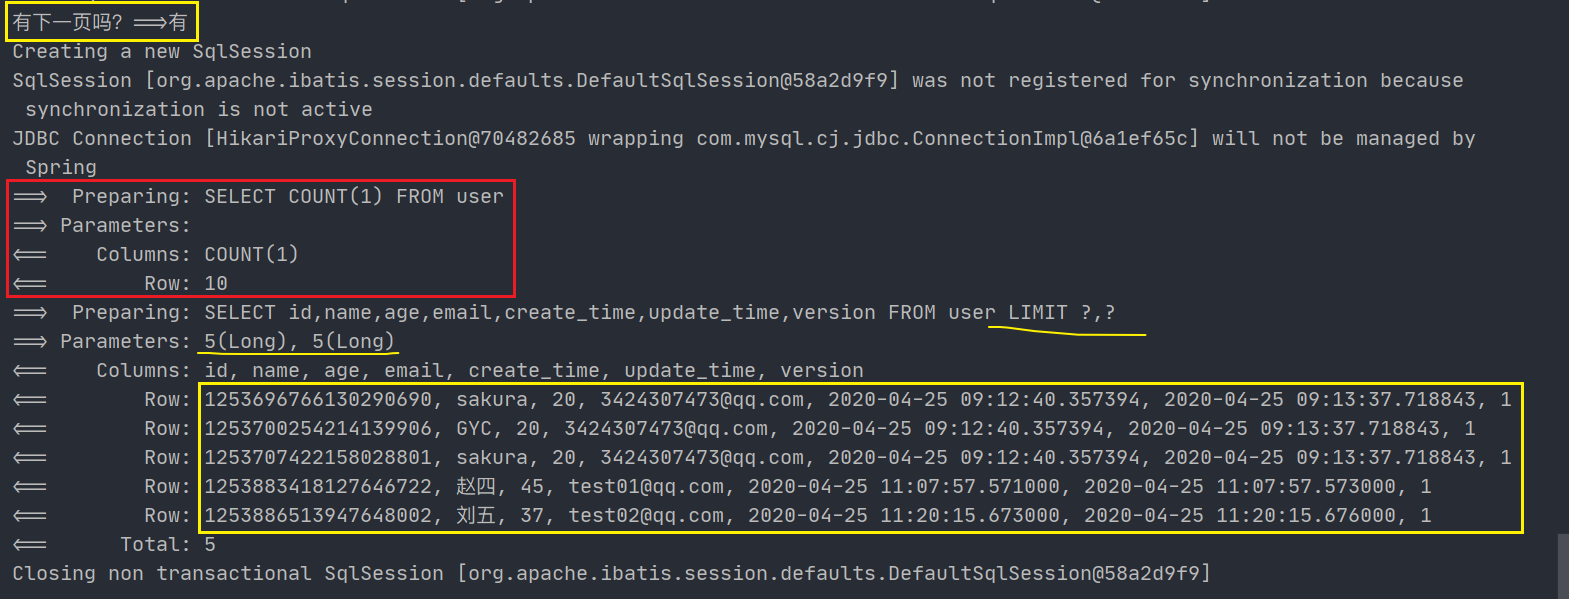 有下一页吗? ==>有
Creating a new SqlSession
SqlSession [org.apache.ibatis.session.defaults.DefaultSqlSession@58a2d9f9] was not registered for synchronization because
synchronization is not active
JDBC Connection [HikariProxyConnection@70482685 wrapping com.mysql.cj.jdbc.ConnectionImpl@6a1ef65c] will not be managed by
Spring
==>  Preparing: SELECT COUNT(1) FROM user
==> Parameters:
<==    Columns: COUNT(1)
<==        Row: 10
==>  Preparing: SELECT id,name,age,email,create_time,update_time,version FROM user LIMIT ?,?
==> Parameters: 5(Long), 5(Long)
<==    Columns: id, name, age, email, create_time, update_time, version
<==        Row: 1253696766130290690, sakura, 20, 3424307473@qq.com, 2020-04-25 09:12:40.357394, 2020-04-25 09:13:37.718843, 1
<==        Row: 1253700254214139906, GYC, 20, 3424307473@qq.com, 2020-04-25 09:12:40.357394, 2020-04-25 09:13:37.718843, 1
<==        Row: 1253707422158028801, sakura, 20, 3424307473@qq.com, 2020-04-25 09:12:40.357394, 2020-04-25 09:13:37.718843, 1
<==        Row: 1253883418127646722, 赵四, 45, test01@qq.com, 2020-04-25 11:07:57.571000, 2020-04-25 11:07:57.573000, 1
<==        Row: 1253886513947648002, 刘五, 37, test02@qq.com, 2020-04-25 11:20:15.673000, 2020-04-25 11:20:15.676000, 1
<==      Total: 5
Closing non transactional SqlSession [org.apache.ibatis.session.defaults.DefaultSqlSession@58a2d9f9]